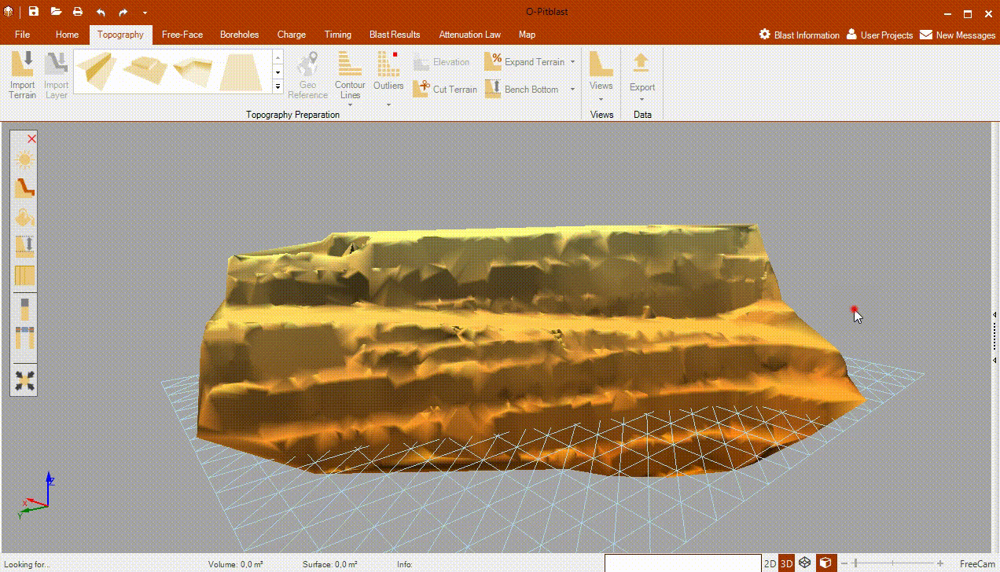 O-Pitblast
File Home Topography Free-Face Boreholes Charge Timing Blast Results Attenuation Law Map Blast Information User Projects New Messages
Import Terrain
Import Layer
Geo Reference
Contour Lines
Outliers
Elevation
Cut Terrain
% Expand Terrain
Bench Bottom
Views
Export
Topography Preparation Views Data
Z
X
Y
Looking for... Volume: 0,0 m³ Surface: 0,0 m² Info: 2D 3D FreeCam